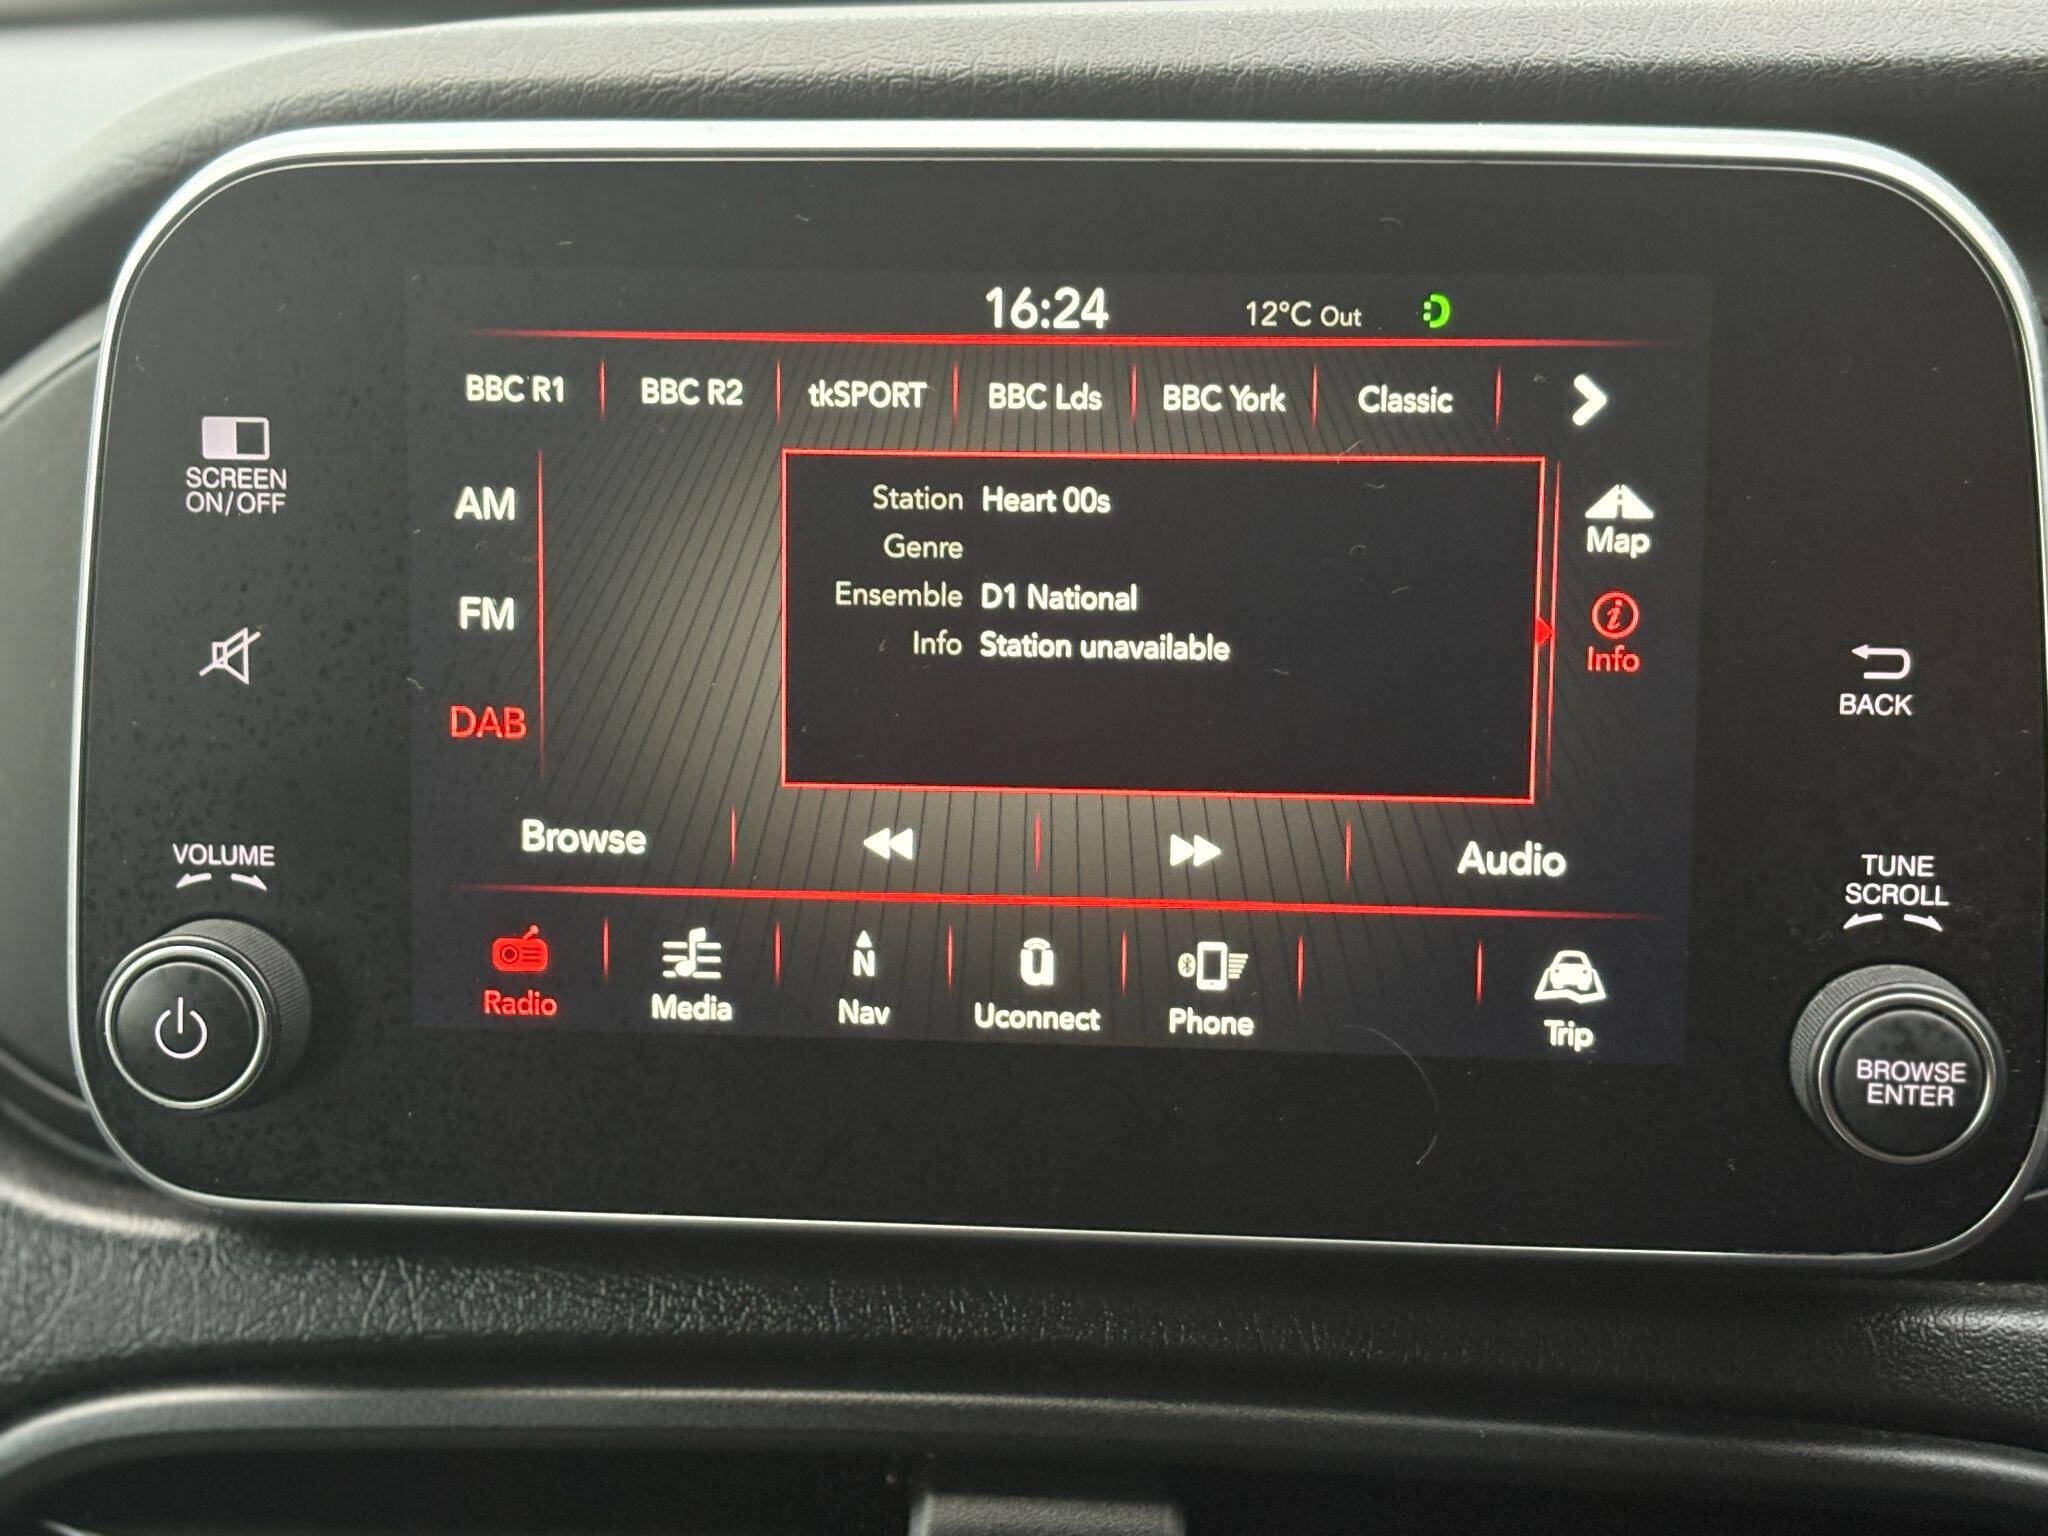 16:24 12°C Out
BBC R1 BBC R2 tkSPORT BBC Lds BBC York Classic
SCREEN
ON/OFF
AM
FM
DAB
Station Heart 00s
Genre
Ensemble D1 National
Info Station unavailable
Map
Info
BACK
Browse
Audio
VOLUME
TUNE
SCROLL
Radio Media N Nav Uconnect Phone Trip
BROWSE
ENTER